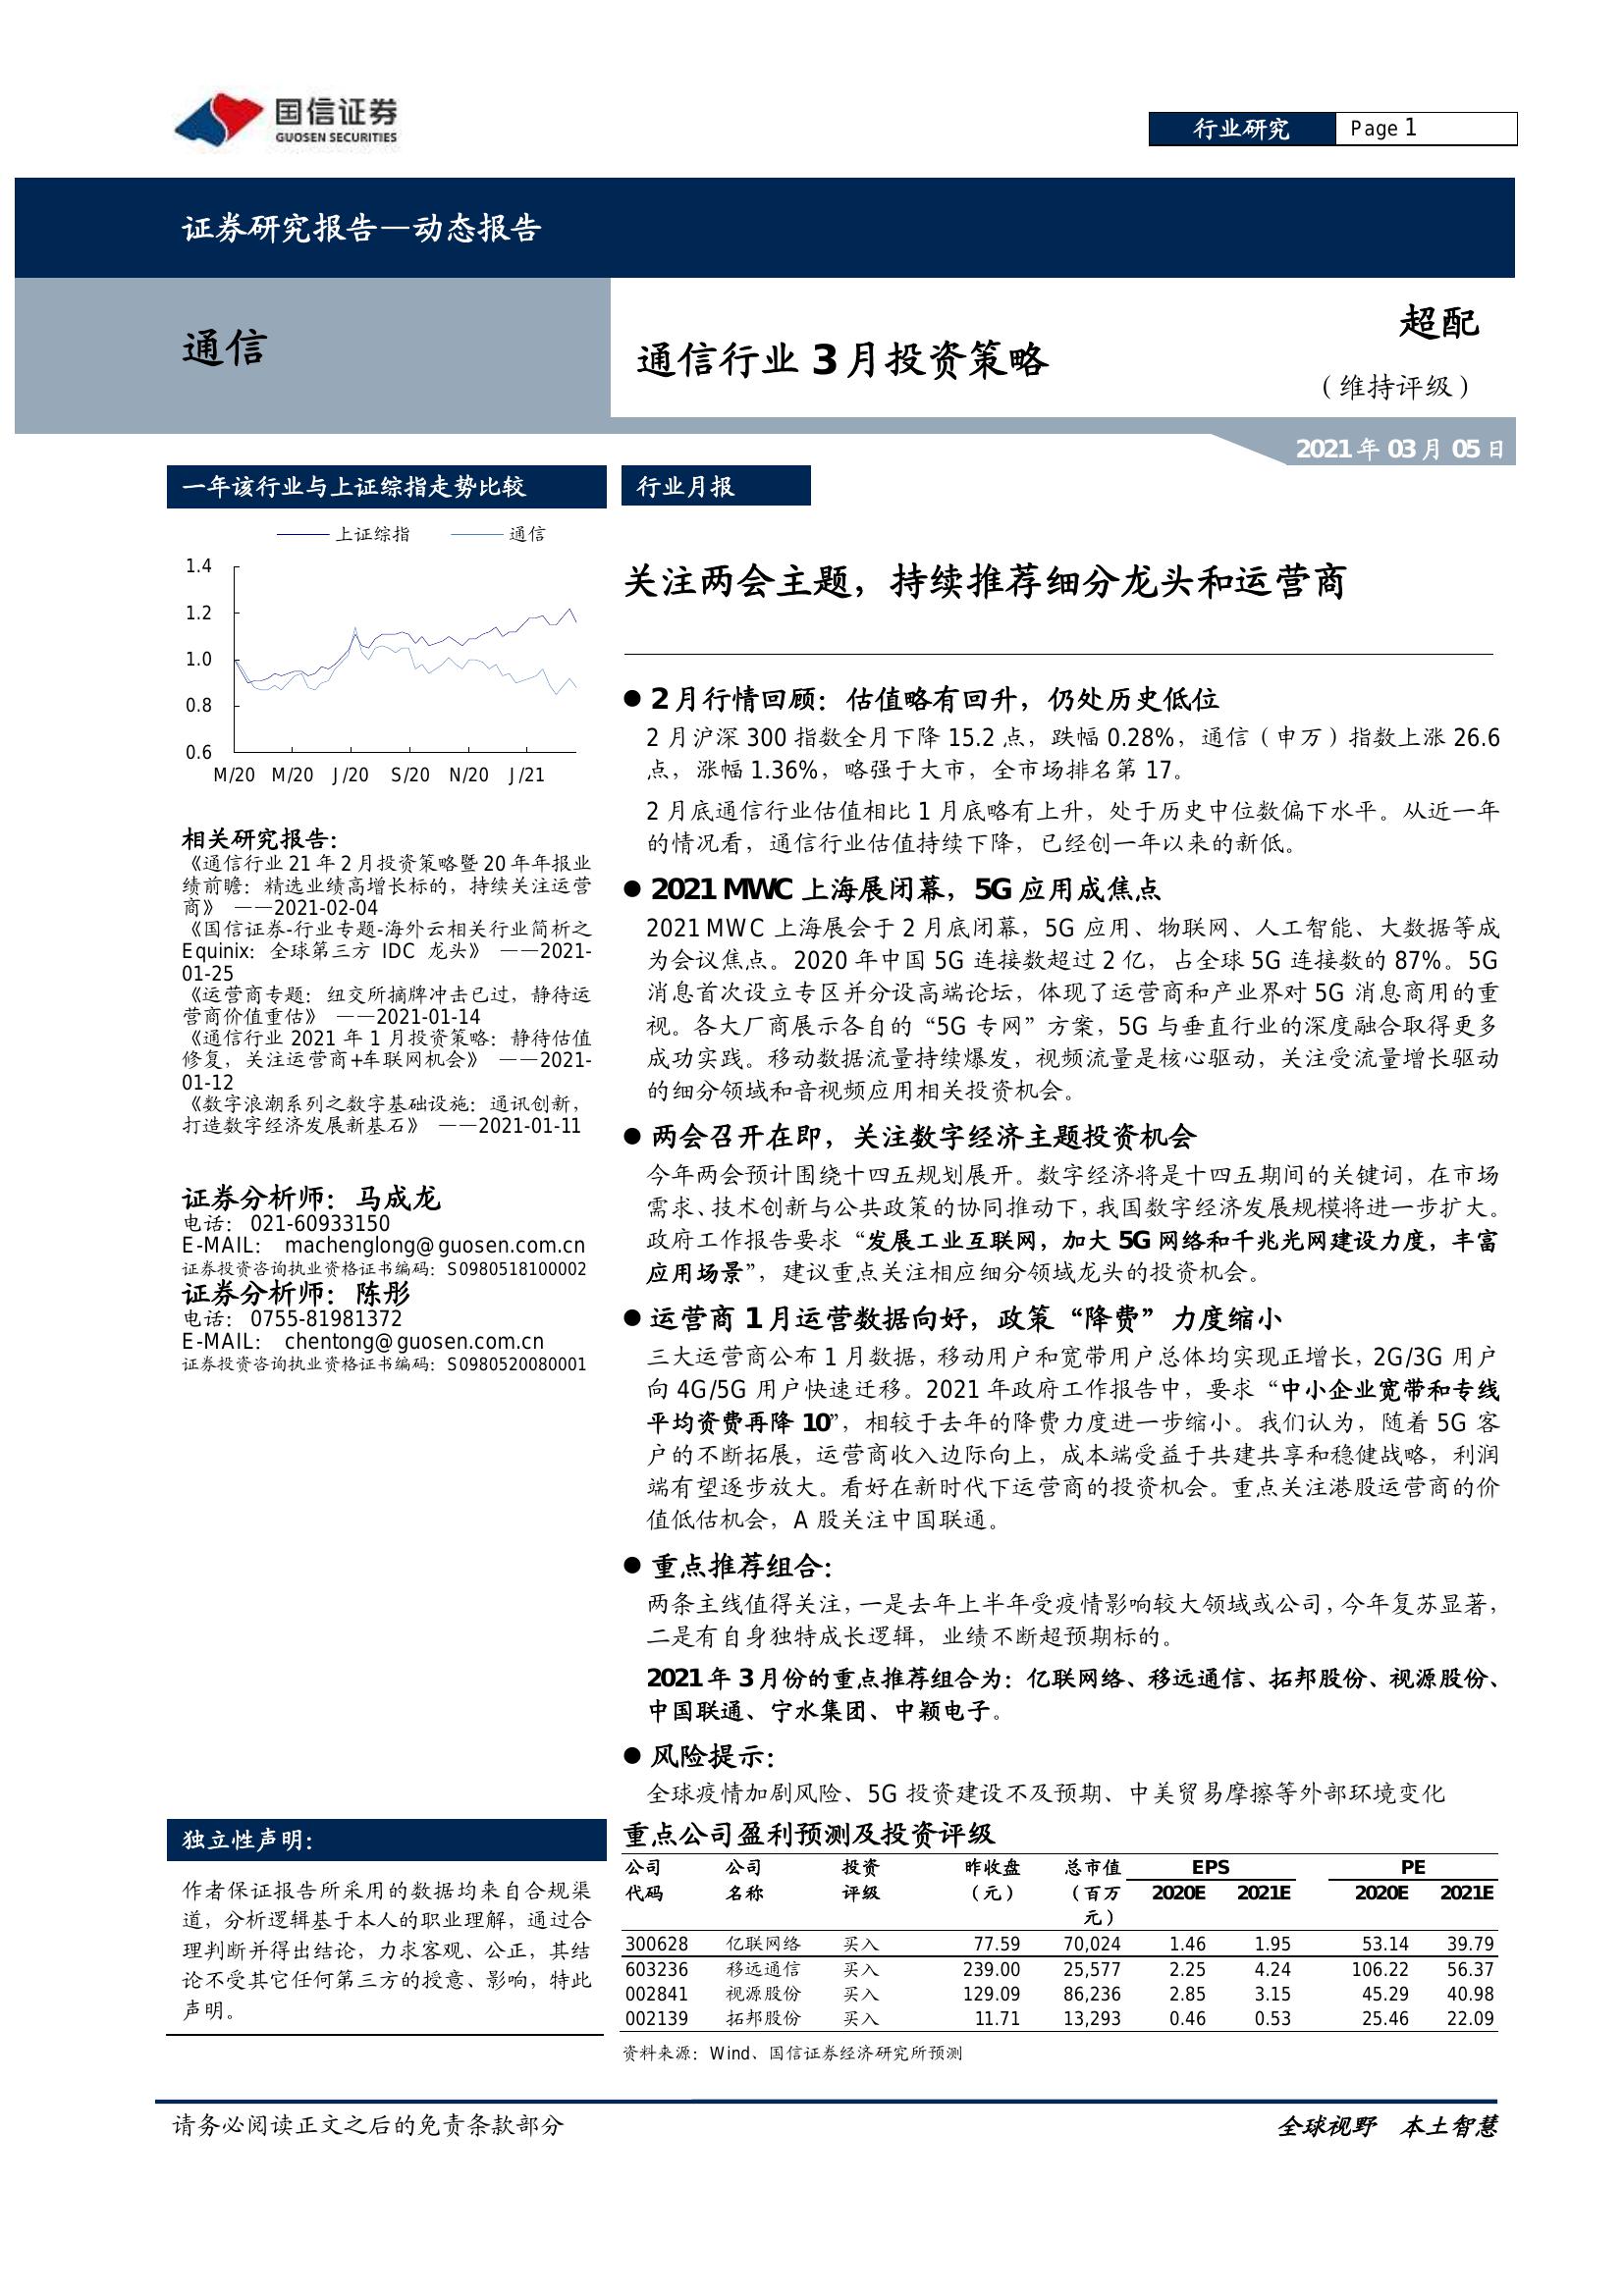 国信证券
GUOSEN SECURITIES
行业研究
Page 1
证券研究报告—动态报告
通信
通信行业 3 月投资策略
超配
（维持评级）
2021 年 03 月 05 日
一年该行业与上证综指走势比较
上证综指 通信
1.4
1.2
1.0
0.8
0.6
M/20 M/20 J/20 S/20 N/20 J/21
相关研究报告：
《通信行业 21 年 2 月投资策略暨 20 年年报业
绩前瞻：精选业绩高增长标的，持续关注运营
商》 ——2021-02-04
《国信证券-行业专题-海外云相关行业简析之
Equinix：全球第三方 IDC 龙头》 ——2021-
01-25
《运营商专题：纽交所摘牌冲击已过，静待运
营商价值重估》 ——2021-01-14
《通信行业 2021 年 1 月投资策略：静待估值
修复，关注运营商+车联网机会》 ——2021-
01-12
《数字浪潮系列之数字基础设施：通讯创新，
打造数字经济发展新基石》 ——2021-01-11
证券分析师：马成龙
电话： 021-60933150
E-MAIL： machenglong@guosen.com.cn
证券投资咨询执业资格证书编码：S0980518100002
证券分析师：陈彤
电话： 0755-81981372
E-MAIL： chentong@guosen.com.cn
证券投资咨询执业资格证书编码：S0980520080001
独立性声明：
作者保证报告所采用的数据均来自合规渠
道，分析逻辑基于本人的职业理解，通过合
理判断并得出结论，力求客观、公正，其结
论不受其它任何第三方的授意、影响，特此
声明。
行业月报
关注两会主题，持续推荐细分龙头和运营商
● 2 月行情回顾：估值略有回升，仍处历史低位
2 月沪深 300 指数全月下降 15.2 点，跌幅 0.28%，通信（申万）指数上涨 26.6
点，涨幅 1.36%，略强于大市，全市场排名第 17。
2 月底通信行业估值相比 1 月底略有上升，处于历史中位数偏下水平。从近一年
的情况看，通信行业估值持续下降，已经创一年以来的新低。
● 2021 MWC 上海展闭幕，5G 应用成焦点
2021 MWC 上海展会于 2 月底闭幕，5G 应用、物联网、人工智能、大数据等成
为会议焦点。2020 年中国 5G 连接数超过 2 亿，占全球 5G 连接数的 87%。5G
消息首次设立专区并分设高端论坛，体现了运营商和产业界对 5G 消息商用的重
视。各大厂商展示各自的“5G 专网”方案，5G 与垂直行业的深度融合取得更多
成功实践。移动数据流量持续爆发，视频流量是核心驱动，关注受流量增长驱动
的细分领域和音视频应用相关投资机会。
● 两会召开在即，关注数字经济主题投资机会
今年两会预计围绕十四五规划展开。数字经济将是十四五期间的关键词，在市场
需求、技术创新与公共政策的协同推动下，我国数字经济发展规模将进一步扩大。
政府工作报告要求“发展工业互联网，加大 5G 网络和千兆光网建设力度，丰富
应用场景”，建议重点关注相应细分领域龙头的投资机会。
● 运营商 1 月运营数据向好，政策“降费”力度缩小
三大运营商公布 1 月数据，移动用户和宽带用户总体均实现正增长，2G/3G 用户
向 4G/5G 用户快速迁移。2021 年政府工作报告中，要求“中小企业宽带和专线
平均资费再降 10”，相较于去年的降费力度进一步缩小。我们认为，随着 5G 客
户的不断拓展，运营商收入边际向上，成本端受益于共建共享和稳健战略，利润
端有望逐步放大。看好在新时代下运营商的投资机会。重点关注港股运营商的价
值低估机会，A 股关注中国联通。
● 重点推荐组合：
两条主线值得关注，一是去年上半年受疫情影响较大领域或公司，今年复苏显著，
二是有自身独特成长逻辑，业绩不断超预期标的。
2021 年 3 月份的重点推荐组合为：亿联网络、移远通信、拓邦股份、视源股份、
中国联通、宁水集团、中颖电子。
● 风险提示：
全球疫情加剧风险、5G 投资建设不及预期、中美贸易摩擦等外部环境变化
重点公司盈利预测及投资评级
公司 公司 投资 昨收盘 总市值 EPS PE
代码 名称 评级 （元） （百万 2020E 2021E 2020E 2021E
元）
300628 亿联网络 买入 77.59 70,024 1.46 1.95 53.14 39.79
603236 移远通信 买入 239.00 25,577 2.25 4.24 106.22 56.37
002841 视源股份 买入 129.09 86,236 2.85 3.15 45.29 40.98
002139 拓邦股份 买入 11.71 13,293 0.46 0.53 25.46 22.09
资料来源：Wind、国信证券经济研究所预测
请务必阅读正文之后的免责条款部分
全球视野 本土智慧